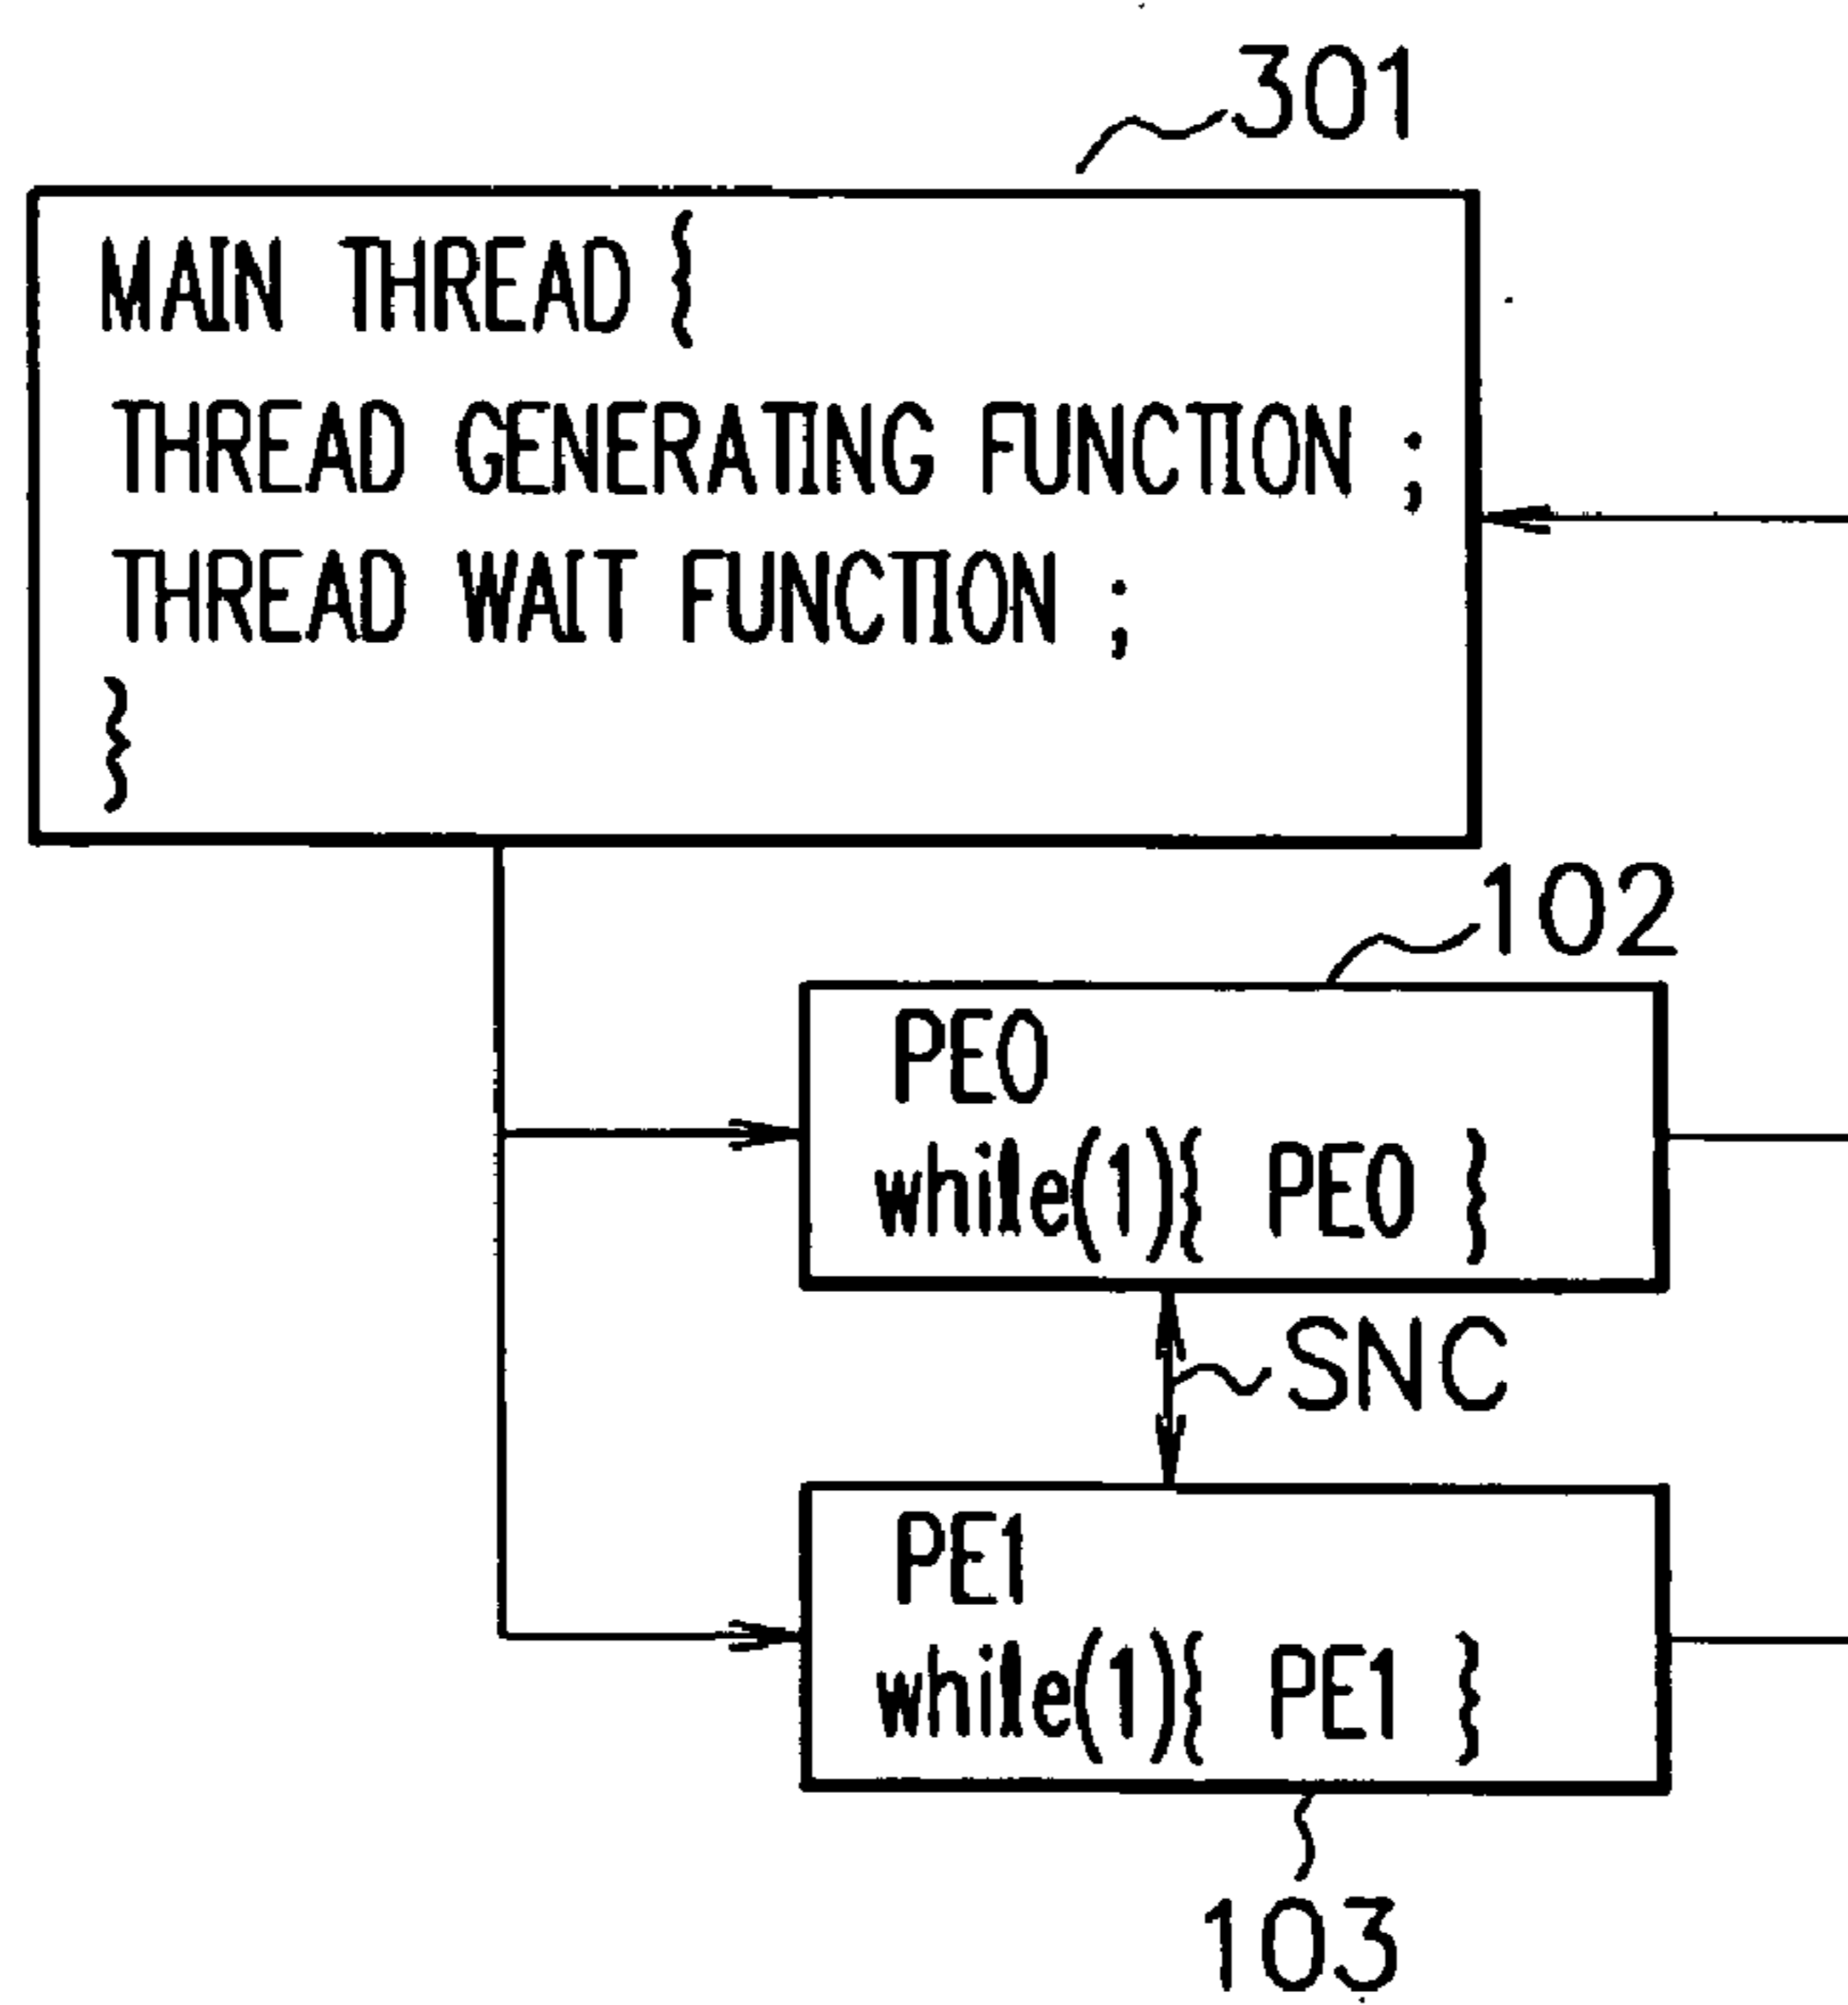 301
MAIN THREAD {
THREAD GENERATING FUNCTION ;
THREAD WAIT FUNCTION ;
}
102
PE0
while(1){ PE0 }
SNC
PE1
while(1){ PE1 }
103